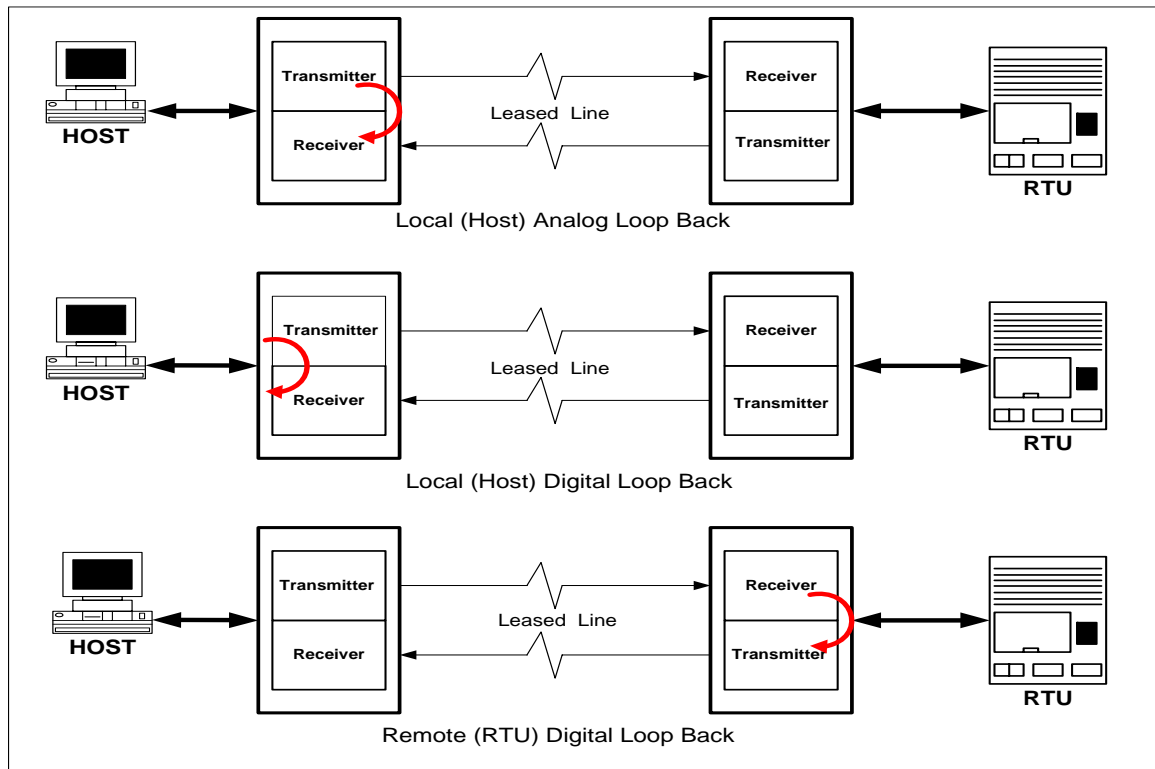 Transmitter
Receiver
HOST
Leased Line
Receiver
Transmitter
RTU
Local (Host) Analog Loop Back
Transmitter
Receiver
HOST
Leased Line
Receiver
Transmitter
RTU
Local (Host) Digital Loop Back
Transmitter
Receiver
HOST
Leased Line
Receiver
Transmitter
RTU
Remote (RTU) Digital Loop Back